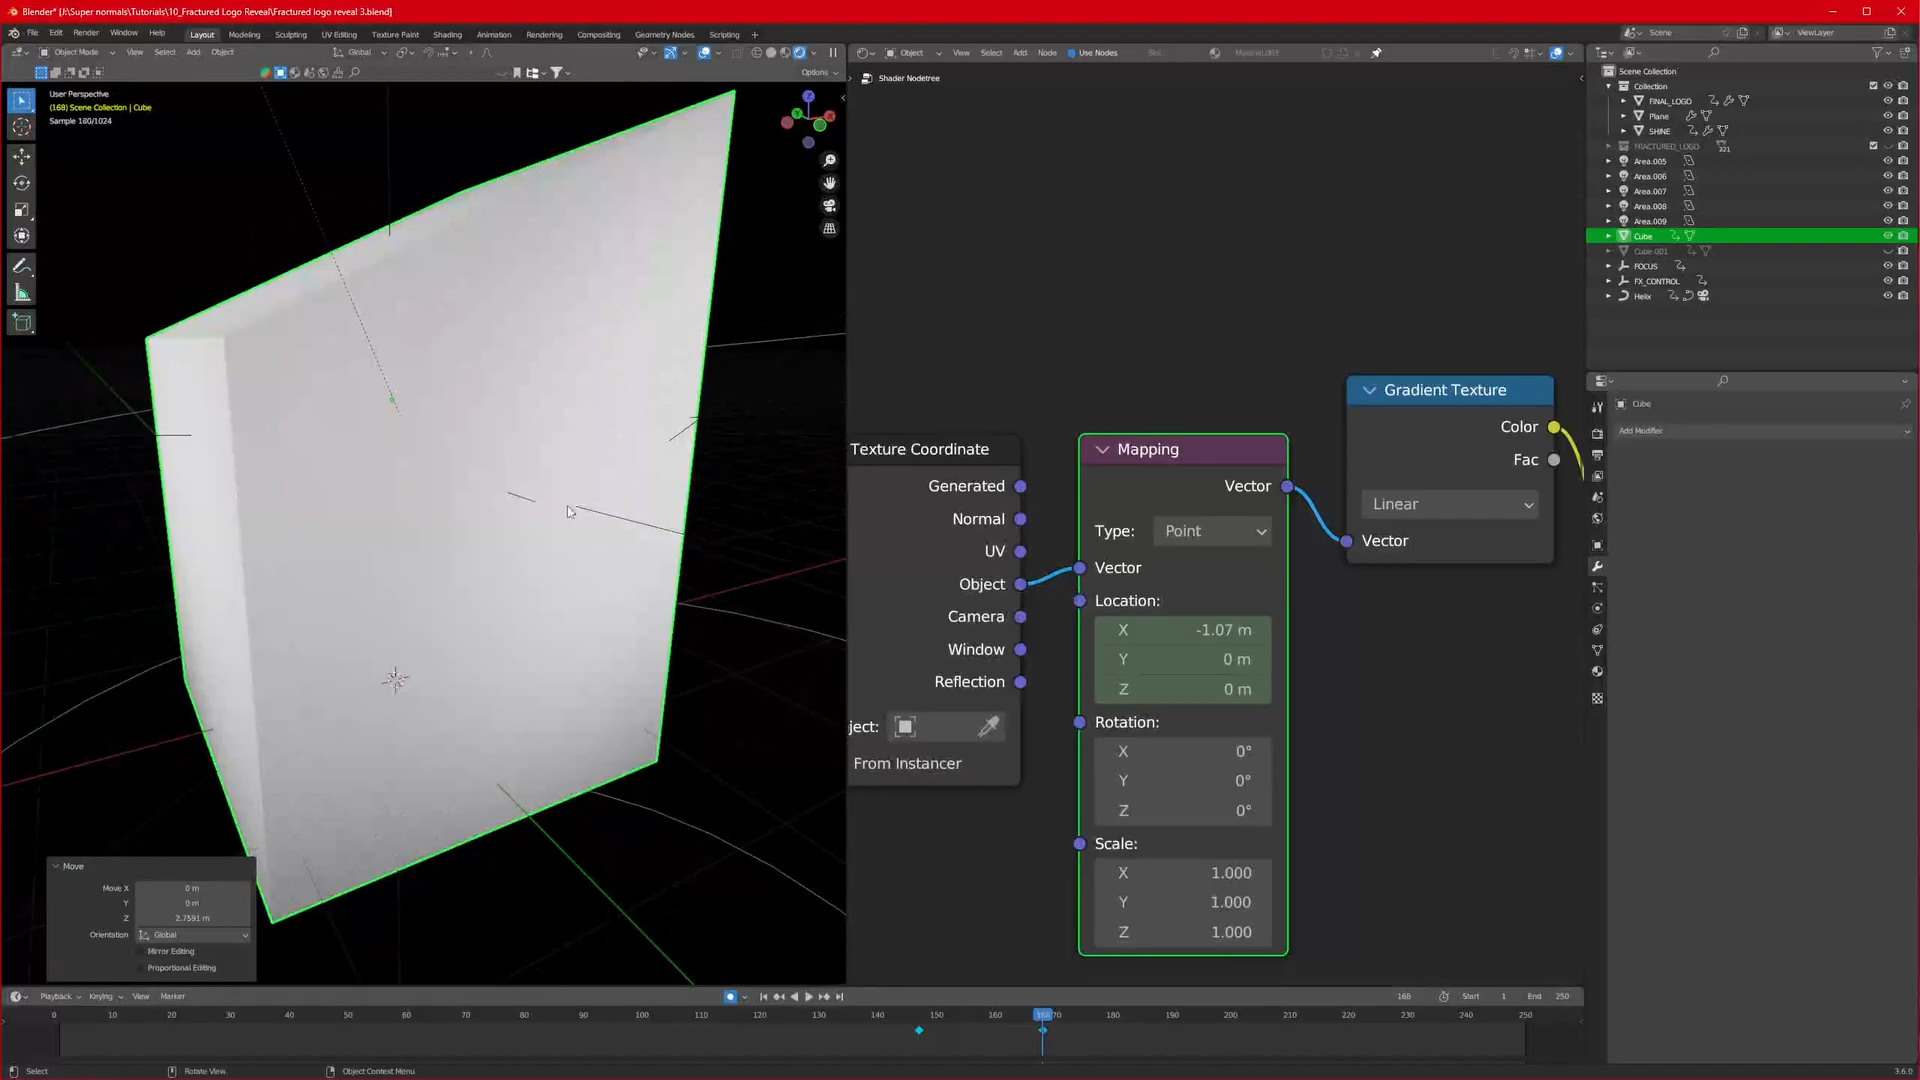 Blender* [J:\Super normals\Tutorials\10_Fractured Logo Reveal\Fractured logo reveal 3.blend]
File Edit Render Window Help Layout Modeling Sculpting UV Editing Texture Paint Shading Animation Rendering Compositing Geometry Nodes Scripting + Scene ViewLayer
Object Mode View Select Add Object Global Object View Select Add Node Use Nodes
Options
User Perspective
(168) Scene Collection | Cube
Sample 180/1024
Shader Nodetree
Scene Collection
Collection
FINAL_LOGO
Plane
SHINE
FRACTURED_LOGO 321
Area.005
Area.006
Area.007
Area.008
Area.009
Cube
Cube.001
FOCUS
FX_CONTROL
Helix
Cube
Add Modifier
Texture Coordinate
Generated
Normal
UV
Object
Camera
Window
Reflection
ject:
From Instancer
Mapping
Vector
Type: Point
Vector
Location:
X -1.07 m
Y 0 m
Z 0 m
Rotation:
X 0°
Y 0°
Z 0°
Scale:
X 1.000
Y 1.000
Z 1.000
Gradient Texture
Color
Fac
Linear
Vector
Move
Move X 0 m
Y 0 m
Z 2.7591 m
Orientation Global
Mirror Editing
Proportional Editing
Playback Keying View Marker 168 Start 1 End 250
0 10 20 30 40 50 60 70 80 90 100 110 120 130 140 150 160 168 170 180 190 200 210 220 230 240 250
Select Rotate View Object Context Menu 3.6.0